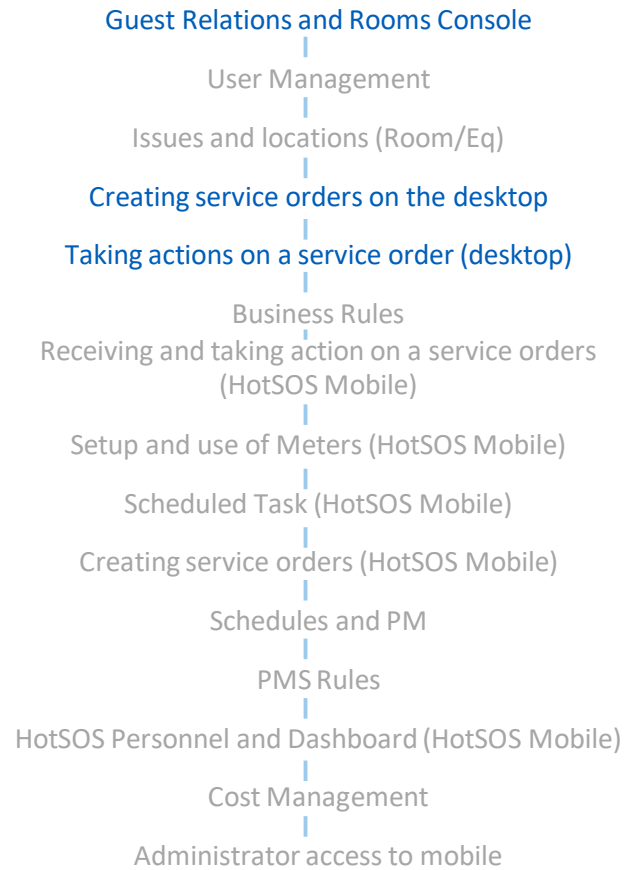 Guest Relations and Rooms Console
User Management
Issues and locations (Room/Eq)
Creating service orders on the desktop
Taking actions on a service order (desktop)
Business Rules
Receiving and taking action on a service orders
(HotSOS Mobile)
Setup and use of Meters (HotSOS Mobile)
Scheduled Task (HotSOS Mobile)
Creating service orders (HotSOS Mobile)
Schedules and PM
PMS Rules
HotSOS Personnel and Dashboard (HotSOS Mobile)
Cost Management
Administrator access to mobile